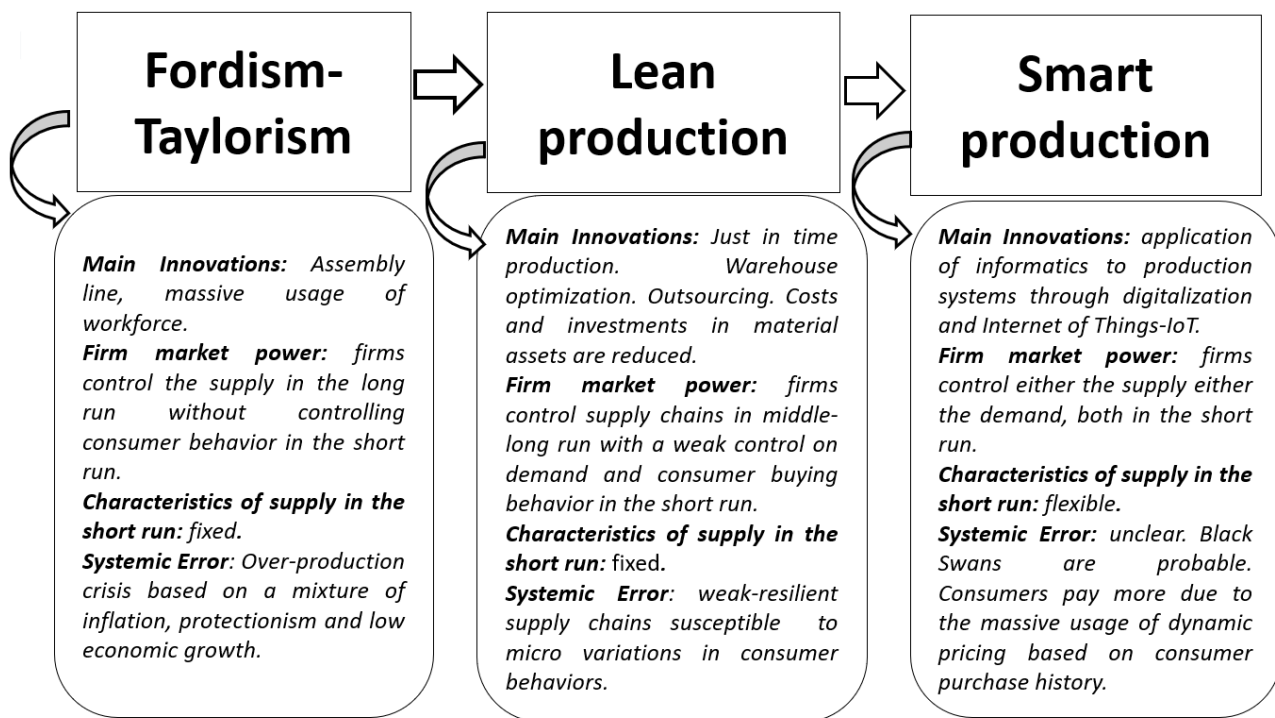 Fordism-
Taylorism
Main Innovations: Assembly
line, massive usage of
workforce.
Firm market power: firms
control the supply in the long
run without controlling
consumer behavior in the short
run.
Characteristics of supply in the
short run: fixed.
Systemic Error: Over-production
crisis based on a mixture of
inflation, protectionism and low
economic growth.
Lean
production
Main Innovations: Just in time
production. Warehouse
optimization. Outsourcing. Costs
and investments in material
assets are reduced.
Firm market power: firms
control supply chains in middle-
long run with a weak control on
demand and consumer buying
behavior in the short run.
Characteristics of supply in the
short run: fixed.
Systemic Error: weak-resilient
supply chains susceptible to
micro variations in consumer
behaviors.
Smart
production
Main Innovations: application
of informatics to production
systems through digitalization
and Internet of Things-IoT.
Firm market power: firms
control either the supply either
the demand, both in the short
run.
Characteristics of supply in the
short run: flexible.
Systemic Error: unclear. Black
Swans are probable.
Consumers pay more due to
the massive usage of dynamic
pricing based on consumer
purchase history.